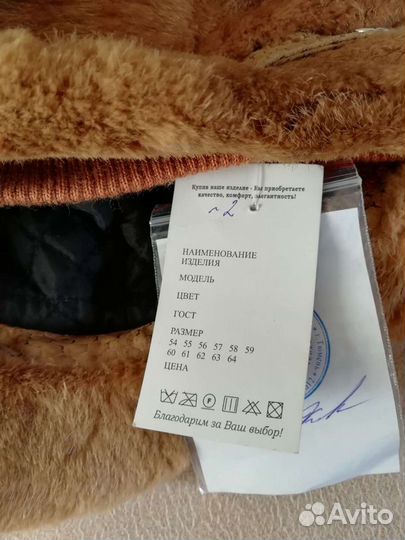 Купив наше изделие - Вы приобретаете
качество, комфорт, элегантность!
~ 2
НАИМЕНОВАНИЕ
ИЗДЕЛИЯ
МОДЕЛЬ
ЦВЕТ
ГОСТ
РАЗМЕР
54 55 56 57 58 59
60 61 62 63 64
ЦЕНА
P
Благодарим за Ваш выбор!
Avito